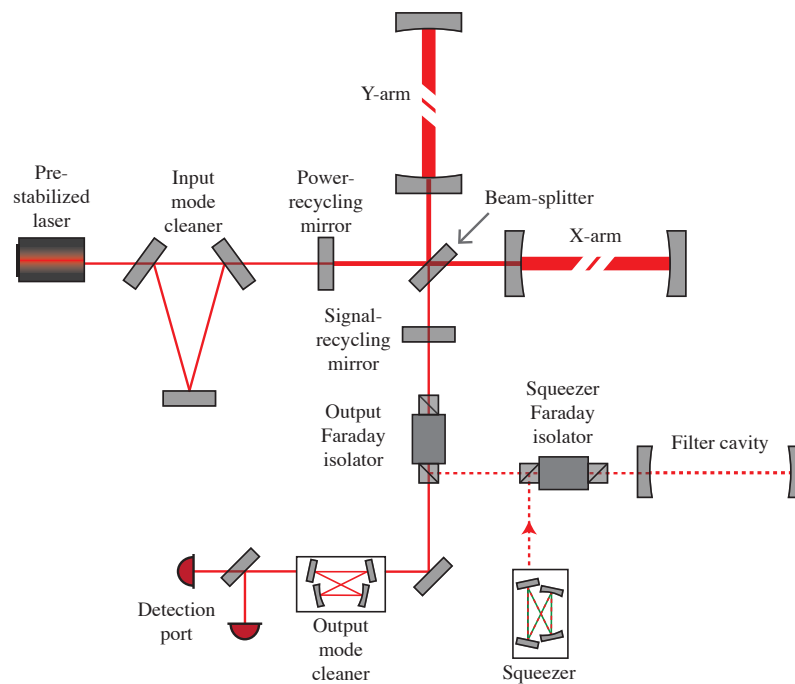 Y-arm
Pre-
stabilized
laser
Input
mode
cleaner
Power-
recycling
mirror
Beam-splitter
X-arm
Signal-
recycling
mirror
Output
Faraday
isolator
Squeezer
Faraday
isolator
Filter cavity
Detection
port
Output
mode
cleaner
Squeezer